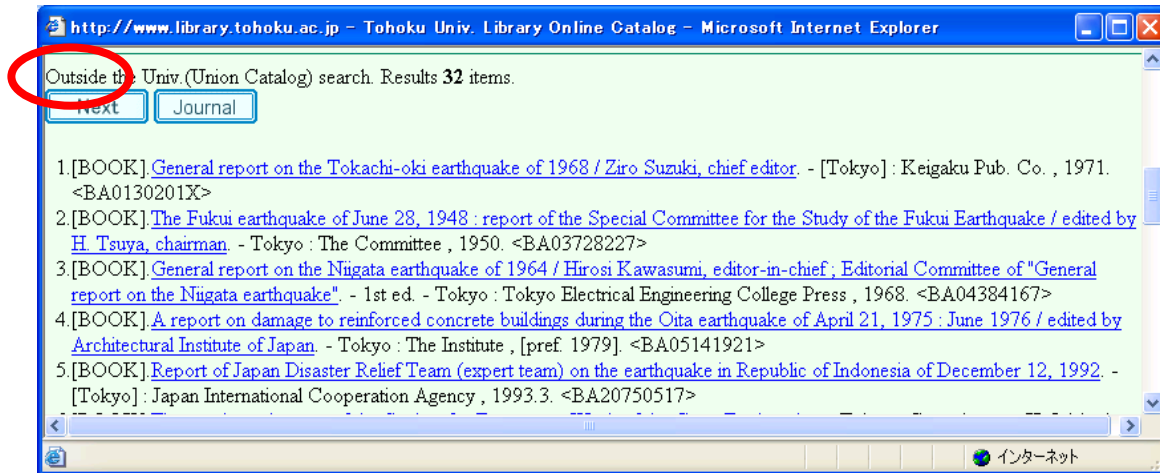 http://www.library.tohoku.ac.jp - Tohoku Univ. Library Online Catalog - Microsoft Internet Explorer
Outside the Univ.(Union Catalog) search. Results 32 items.
Next Journal
1.[BOOK].General report on the Tokachi-oki earthquake of 1968 / Ziro Suzuki, chief editor. - [Tokyo] : Keigaku Pub. Co. , 1971.
<BA0130201X>
2.[BOOK].The Fukui earthquake of June 28, 1948 : report of the Special Committee for the Study of the Fukui Earthquake / edited by
H. Tsuya, chairman. - Tokyo : The Committee , 1950. <BA03728227>
3.[BOOK].General report on the Niigata earthquake of 1964 / Hirosi Kawasumi, editor-in-chief ; Editorial Committee of "General
report on the Niigata earthquake". - 1st ed. - Tokyo : Tokyo Electrical Engineering College Press , 1968. <BA04384167>
4.[BOOK].A report on damage to reinforced concrete buildings during the Oita earthquake of April 21, 1975 : June 1976 / edited by
Architectural Institute of Japan. - Tokyo : The Institute , [pref. 1979]. <BA05141921>
5.[BOOK].Report of Japan Disaster Relief Team (expert team) on the earthquake in Republic of Indonesia of December 12, 1992. -
[Tokyo] : Japan International Cooperation Agency , 1993.3. <BA20750517>
インターネット